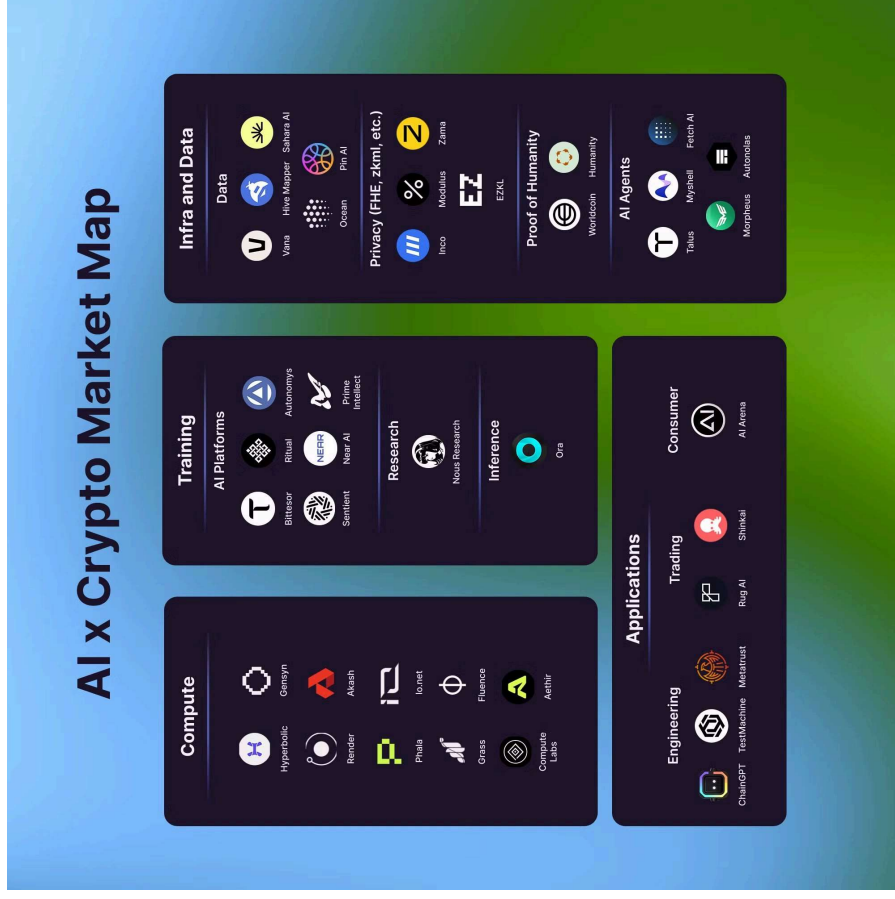 AI x Crypto Market Map
Compute
Hyperbolic
Gensyn
Render
Akash
Phala
Io.net
Grass
Fluence
Compute
Labs
Aethir
Training
AI Platforms
Bittesor
Ritual
Autonomys
Sentient
NEAR
Near AI
Prime
Intellect
Research
Nous Research
Inference
Ora
Infra and Data
Data
Vana
Hive Mapper
Sahara AI
Ocean
Pin AI
Privacy (FHE, zkml, etc.)
Inco
Modulus
Zama
EZ
EZKL
Proof of Humanity
Worldcoin
Humanity
AI Agents
Talus
Myshell
Fetch AI
Morpheus
Autonolas
Applications
Engineering
ChainGPT
TestMachine
Metatrust
Trading
Rug AI
Shinkai
Consumer
AI Arena